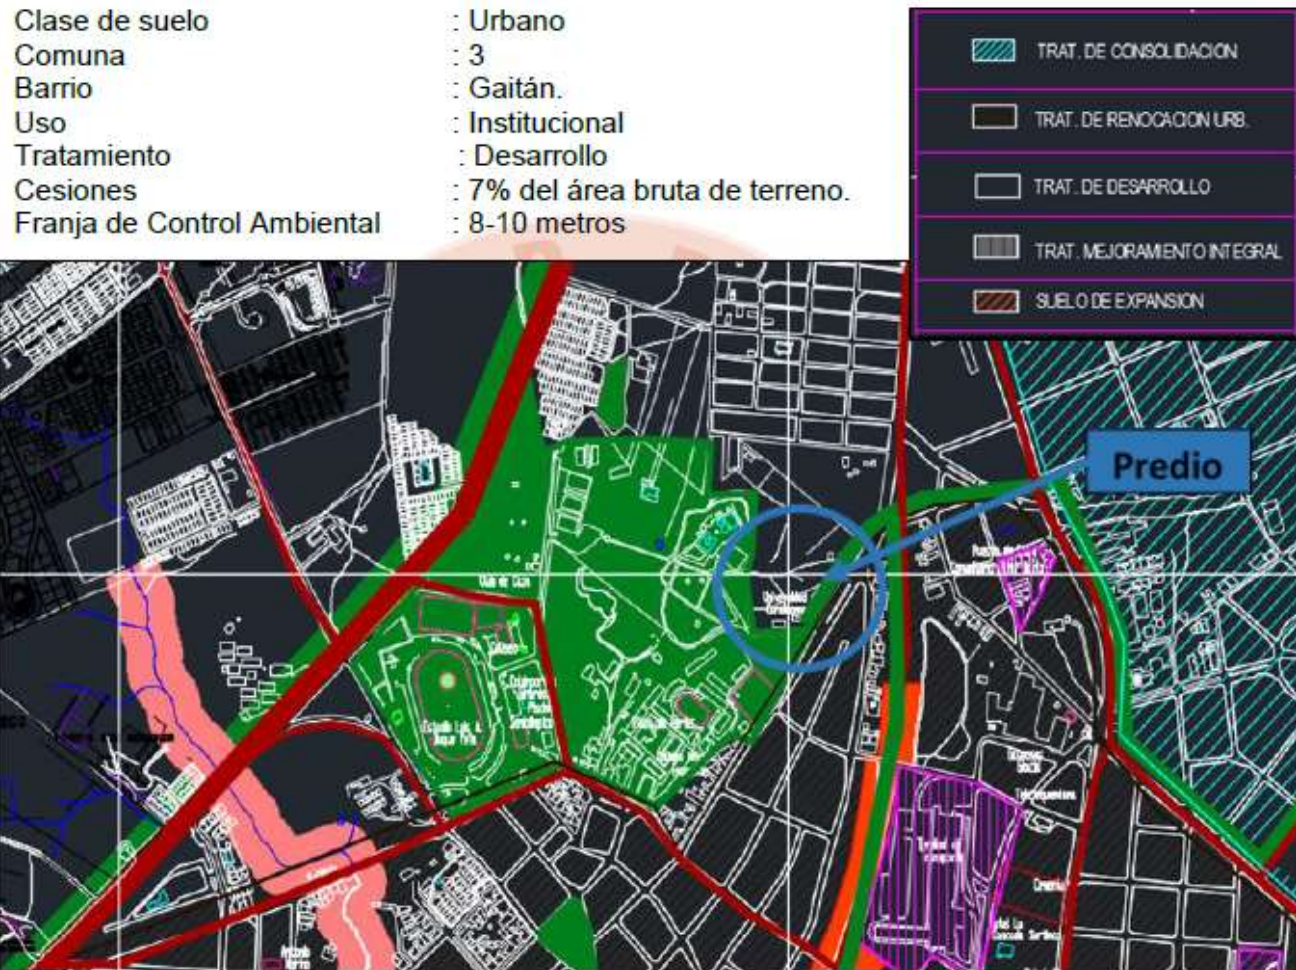 Clase de suelo : Urbano
Comuna : 3
Barrio : Gaitán.
Uso : Institucional
Tratamiento : Desarrollo
Cesiones : 7% del área bruta de terreno.
Franja de Control Ambiental : 8-10 metros
TRAT. DE CONSOLIDACION
TRAT. DE RENOCACION URB.
TRAT. DE DESARROLLO
TRAT. MEJORAMIENTO INTEGRAL
SUELO DE EXPANSION
Predio
Universidad
Coliseo